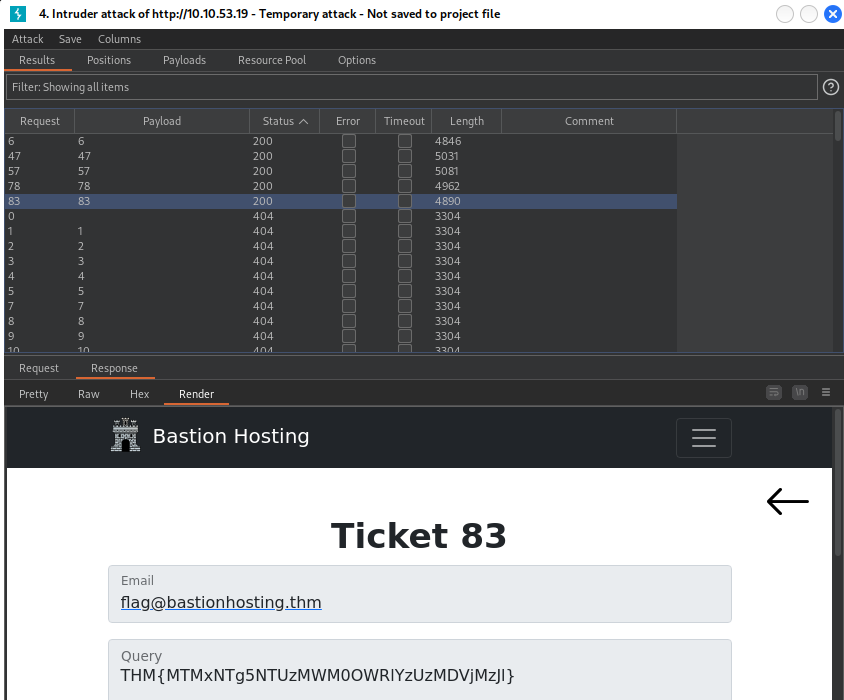 4. Intruder attack of http://10.10.53.19 - Temporary attack - Not saved to project file
Attack Save Columns
Results Positions Payloads Resource Pool Options
Filter: Showing all items
Request Payload Status Error Timeout Length Comment
6 6 200 4846
47 47 200 5031
57 57 200 5081
78 78 200 4962
83 83 200 4890
0 404 3304
1 1 404 3304
2 2 404 3304
3 3 404 3304
4 4 404 3304
5 5 404 3304
7 7 404 3304
8 8 404 3304
9 9 404 3304
10 10 404 3304
Request Response
Pretty Raw Hex Render
\n
Bastion Hosting
Ticket 83
Email
flag@bastionhosting.thm
Query
THM{MTMxNTg5NTUzMWM0OWRlYzUzMDVjMzJl}